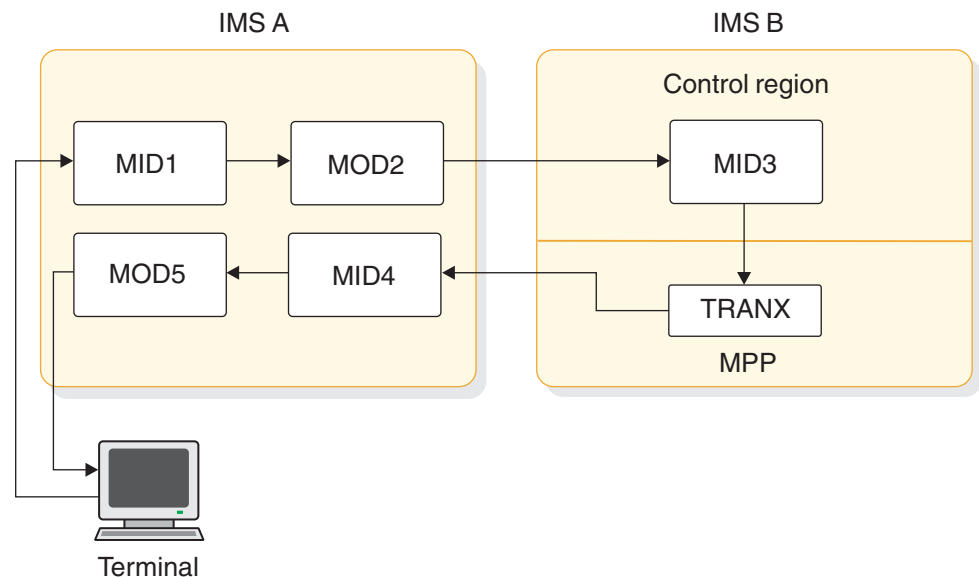 IMS A
IMS B
Control region
MID1
MOD2
MID3
MOD5
MID4
TRANX
MPP
Terminal